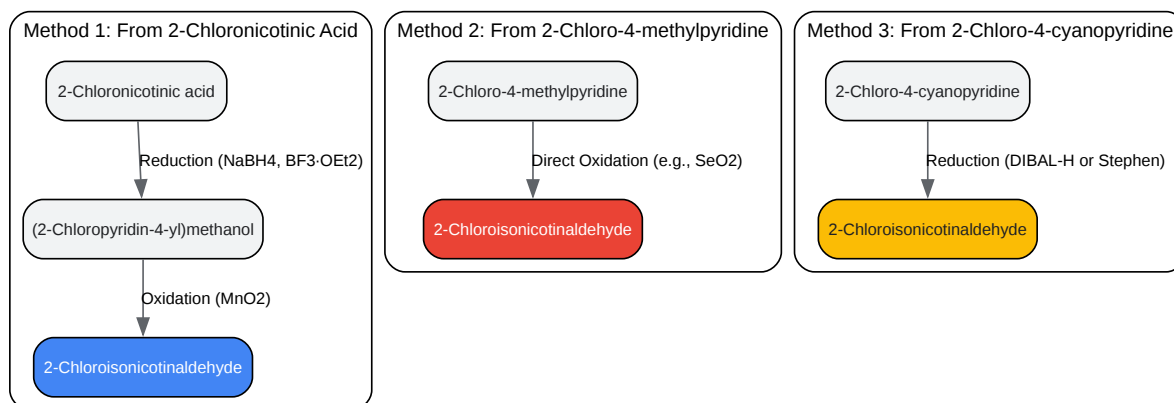 Method 1: From 2-Chloronicotinic Acid
2-Chloronicotinic acid
Reduction (NaBH4, BF3·OEt2)
(2-Chloropyridin-4-yl)methanol
Oxidation (MnO2)
2-Chloroisonicotinaldehyde
Method 2: From 2-Chloro-4-methylpyridine
2-Chloro-4-methylpyridine
Direct Oxidation (e.g., SeO2)
2-Chloroisonicotinaldehyde
Method 3: From 2-Chloro-4-cyanopyridine
2-Chloro-4-cyanopyridine
Reduction (DIBAL-H or Stephen)
2-Chloroisonicotinaldehyde